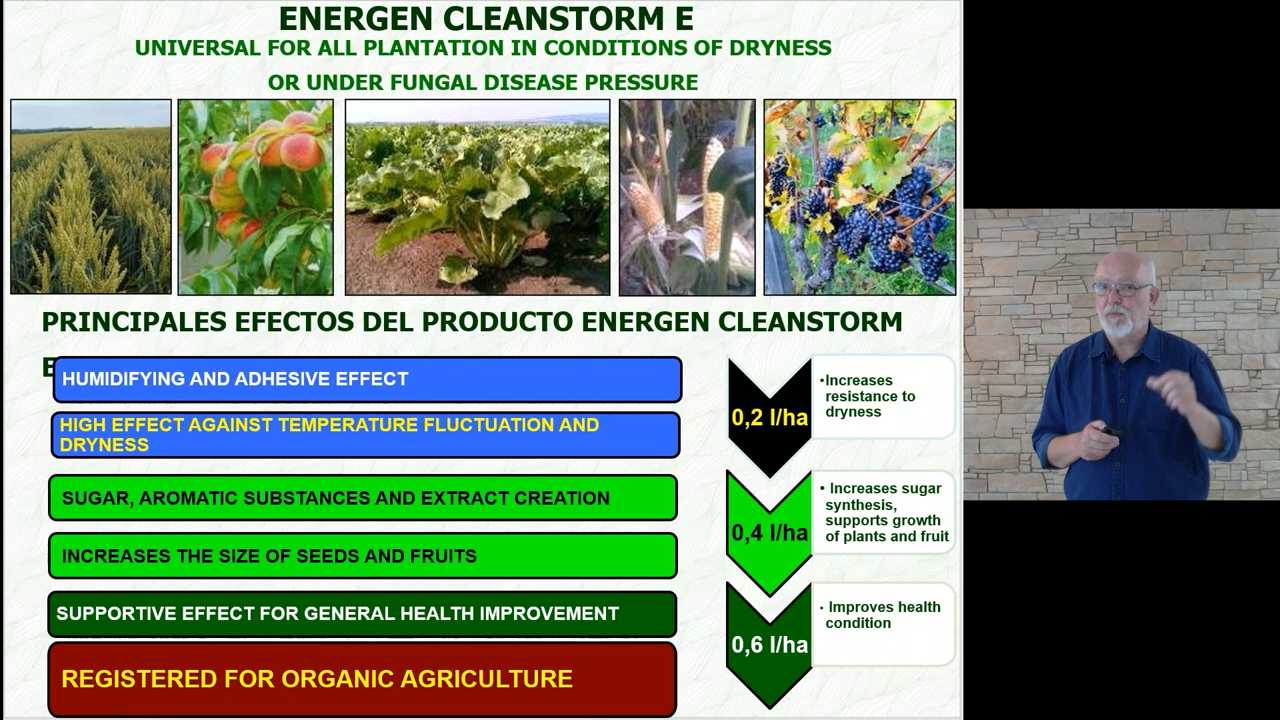 ENERGEN CLEANSTORM E
UNIVERSAL FOR ALL PLANTATION IN CONDITIONS OF DRYNESS
OR UNDER FUNGAL DISEASE PRESSURE
PRINCIPALES EFECTOS DEL PRODUCTO ENERGEN CLEANSTORM
E
HUMIDIFYING AND ADHESIVE EFFECT
HIGH EFFECT AGAINST TEMPERATURE FLUCTUATION AND
DRYNESS
SUGAR, AROMATIC SUBSTANCES AND EXTRACT CREATION
INCREASES THE SIZE OF SEEDS AND FRUITS
SUPPORTIVE EFFECT FOR GENERAL HEALTH IMPROVEMENT
REGISTERED FOR ORGANIC AGRICULTURE
0,2 l/ha
•Increases
resistance to
dryness
0,4 l/ha
• Increases sugar
synthesis,
supports growth
of plants and fruit
0,6 l/ha
• Improves health
condition